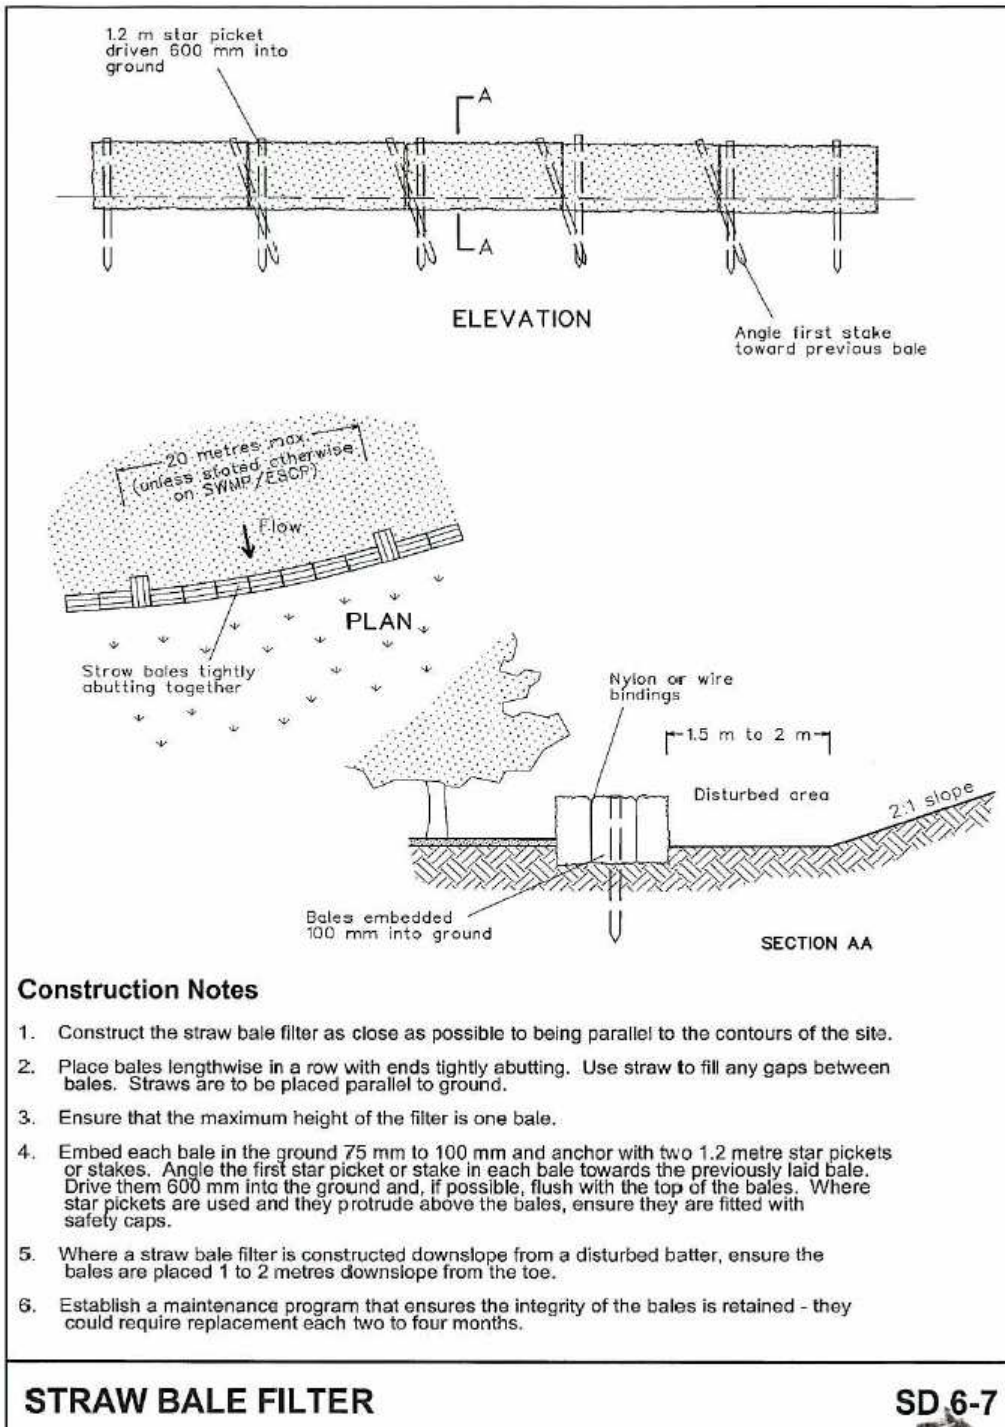 1.2 m star picket
driven 600 mm into
ground
A
A
ELEVATION
Angle first stake
toward previous bale
20 metres max.
(unless stated otherwise
on SWMP/ESCP)
Flow
PLAN
Straw bales tightly
abutting together
Nylon or wire
bindings
1.5 m to 2 m
Disturbed area
2:1 slope
Bales embedded
100 mm into ground
SECTION AA
Construction Notes
1. Construct the straw bale filter as close as possible to being parallel to the contours of the site.
2. Place bales lengthwise in a row with ends tightly abutting. Use straw to fill any gaps between
bales. Straws are to be placed parallel to ground.
3. Ensure that the maximum height of the filter is one bale.
4. Embed each bale in the ground 75 mm to 100 mm and anchor with two 1.2 metre star pickets
or stakes. Angle the first star picket or stake in each bale towards the previously laid bale.
Drive them 600 mm into the ground and, if possible, flush with the top of the bales. Where
star pickets are used and they protrude above the bales, ensure they are fitted with
safety caps.
5. Where a straw bale filter is constructed downslope from a disturbed batter, ensure the
bales are placed 1 to 2 metres downslope from the toe.
6. Establish a maintenance program that ensures the integrity of the bales is retained - they
could require replacement each two to four months.
STRAW BALE FILTER
SD 6-7